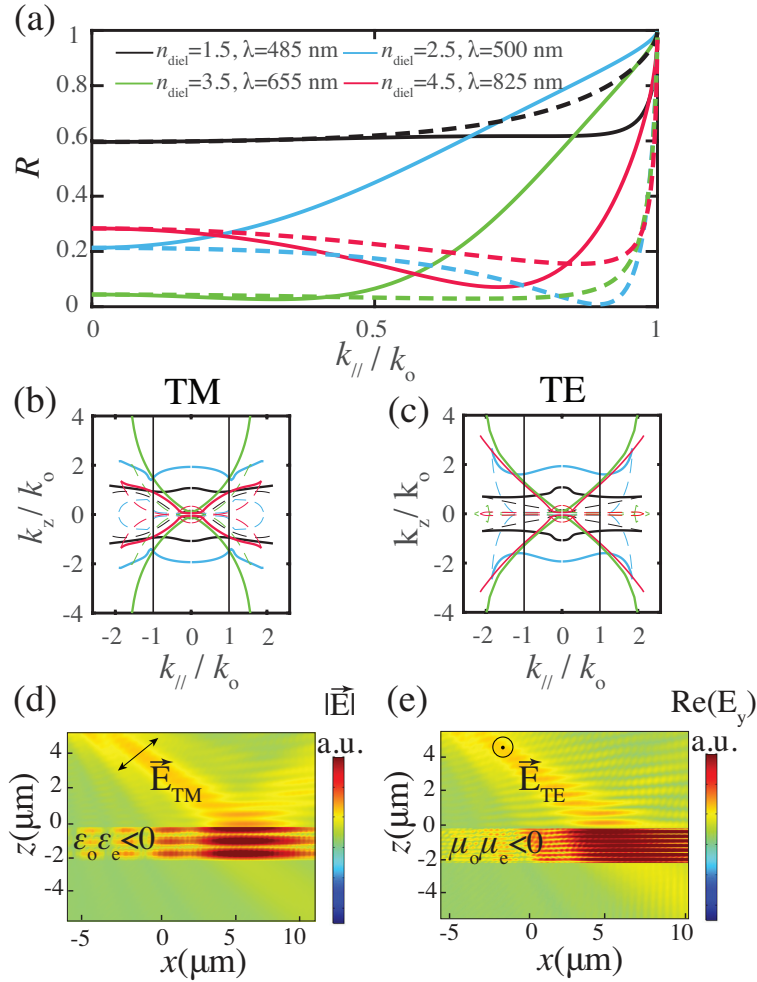 (a)
1
0.8
0.6
0.4
0.2
0
R
n_diel=1.5, λ=485 nm
n_diel=2.5, λ=500 nm
n_diel=3.5, λ=655 nm
n_diel=4.5, λ=825 nm
0 0.5 1
k_// / k_o
(b) TM
4
2
0
-2
-4
k_z / k_o
-2 -1 0 1 2
k_// / k_o
(c) TE
4
2
0
-2
-4
k_z / k_o
-2 -1 0 1 2
k_// / k_o
(d)
|E⃗|
a.u.
E⃗_TM
ε_o ε_e<0
4
2
0
-2
-4
z(μm)
-5 0 5 10
x(μm)
(e)
Re(E_y)
a.u.
E⃗_TE
μ_o μ_e<0
4
2
0
-2
-4
z(μm)
-5 0 5 10
x(μm)